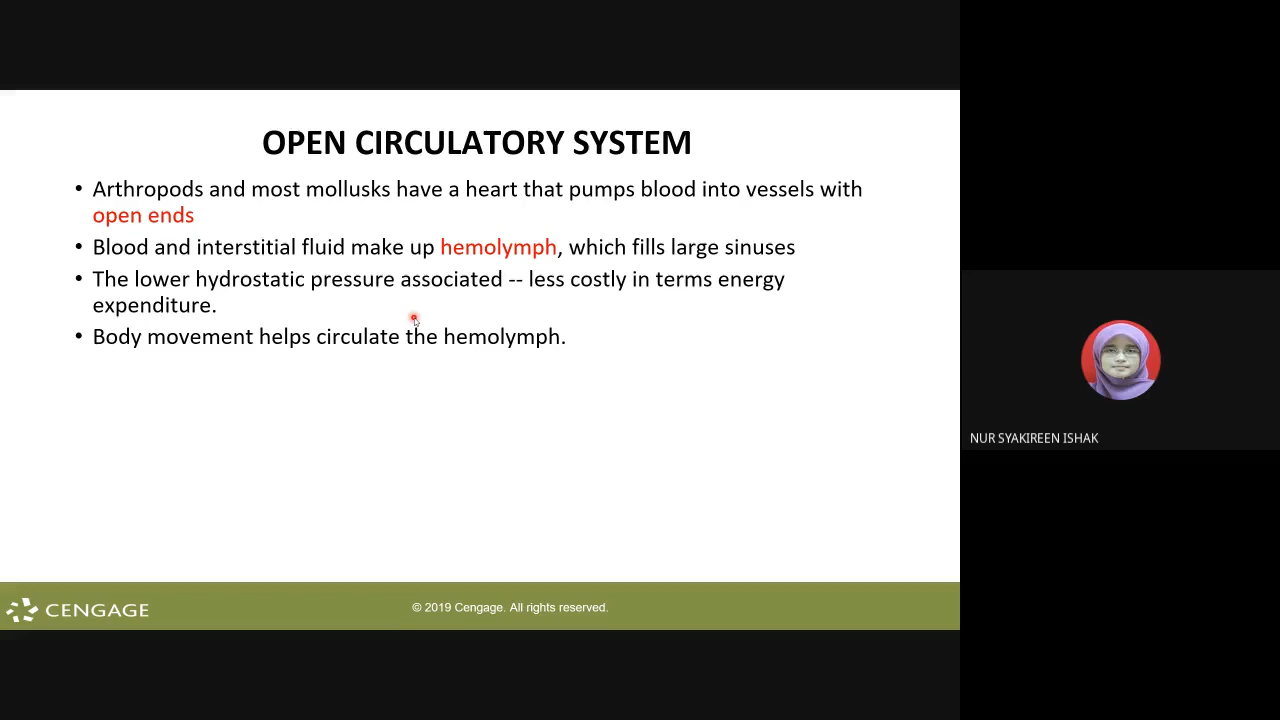 OPEN CIRCULATORY SYSTEM
• Arthropods and most mollusks have a heart that pumps blood into vessels with
open ends
• Blood and interstitial fluid make up hemolymph, which fills large sinuses
• The lower hydrostatic pressure associated -- less costly in terms energy
expenditure.
• Body movement helps circulate the hemolymph.
NUR SYAKIREEN ISHAK
CENGAGE
© 2019 Cengage. All rights reserved.